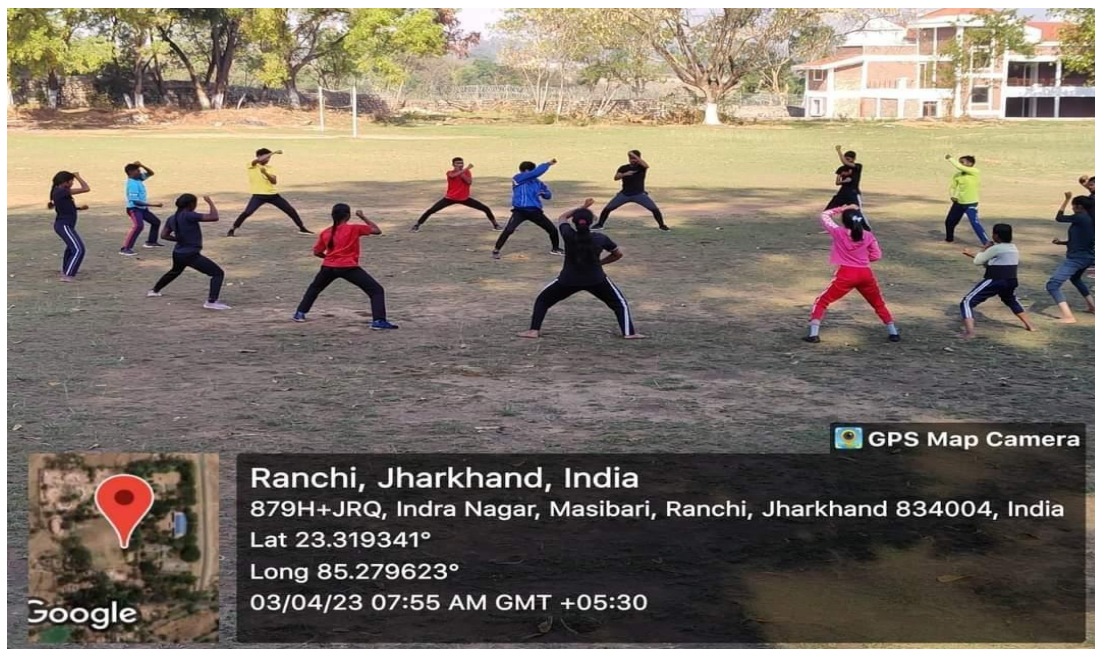 GPS Map Camera
Ranchi, Jharkhand, India
879H+JRQ, Indra Nagar, Masibari, Ranchi, Jharkhand 834004, India
Lat 23.319341°
Long 85.279623°
03/04/23 07:55 AM GMT +05:30
Google